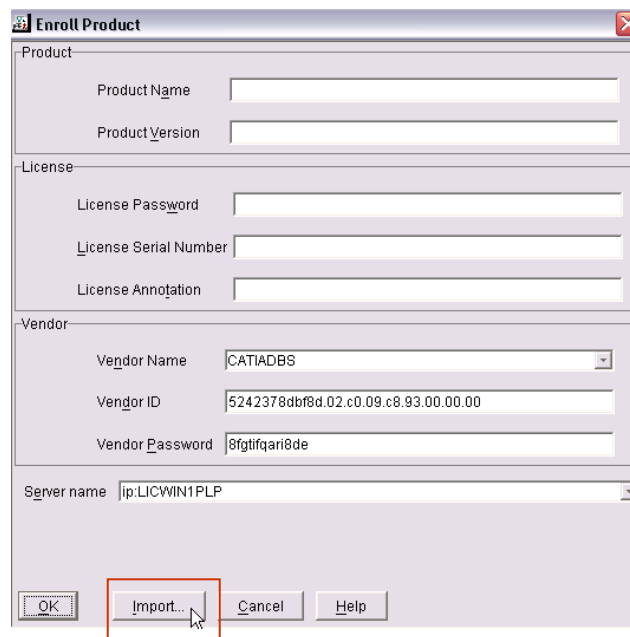 Enroll Product
Product
Product Name
Product Version
License
License Password
License Serial Number
License Annotation
Vendor
Vendor Name CATIADBS
Vendor ID 5242378dbf8d.02.c0.09.c8.93.00.00.00
Vendor Password 8fgtifqari8de
Server name ip:LICWIN1PLP
OK Import... Cancel Help